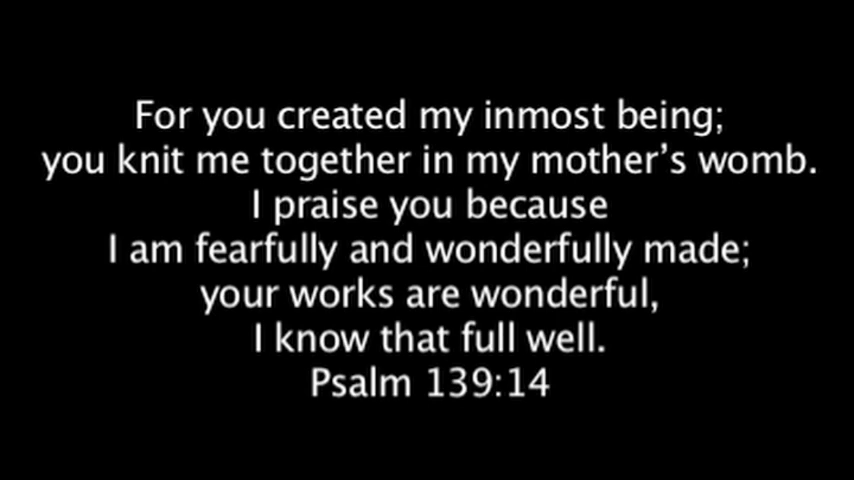 For you created my inmost being;
you knit me together in my mother’s womb.
I praise you because
I am fearfully and wonderfully made;
your works are wonderful,
I know that full well.
Psalm 139:14